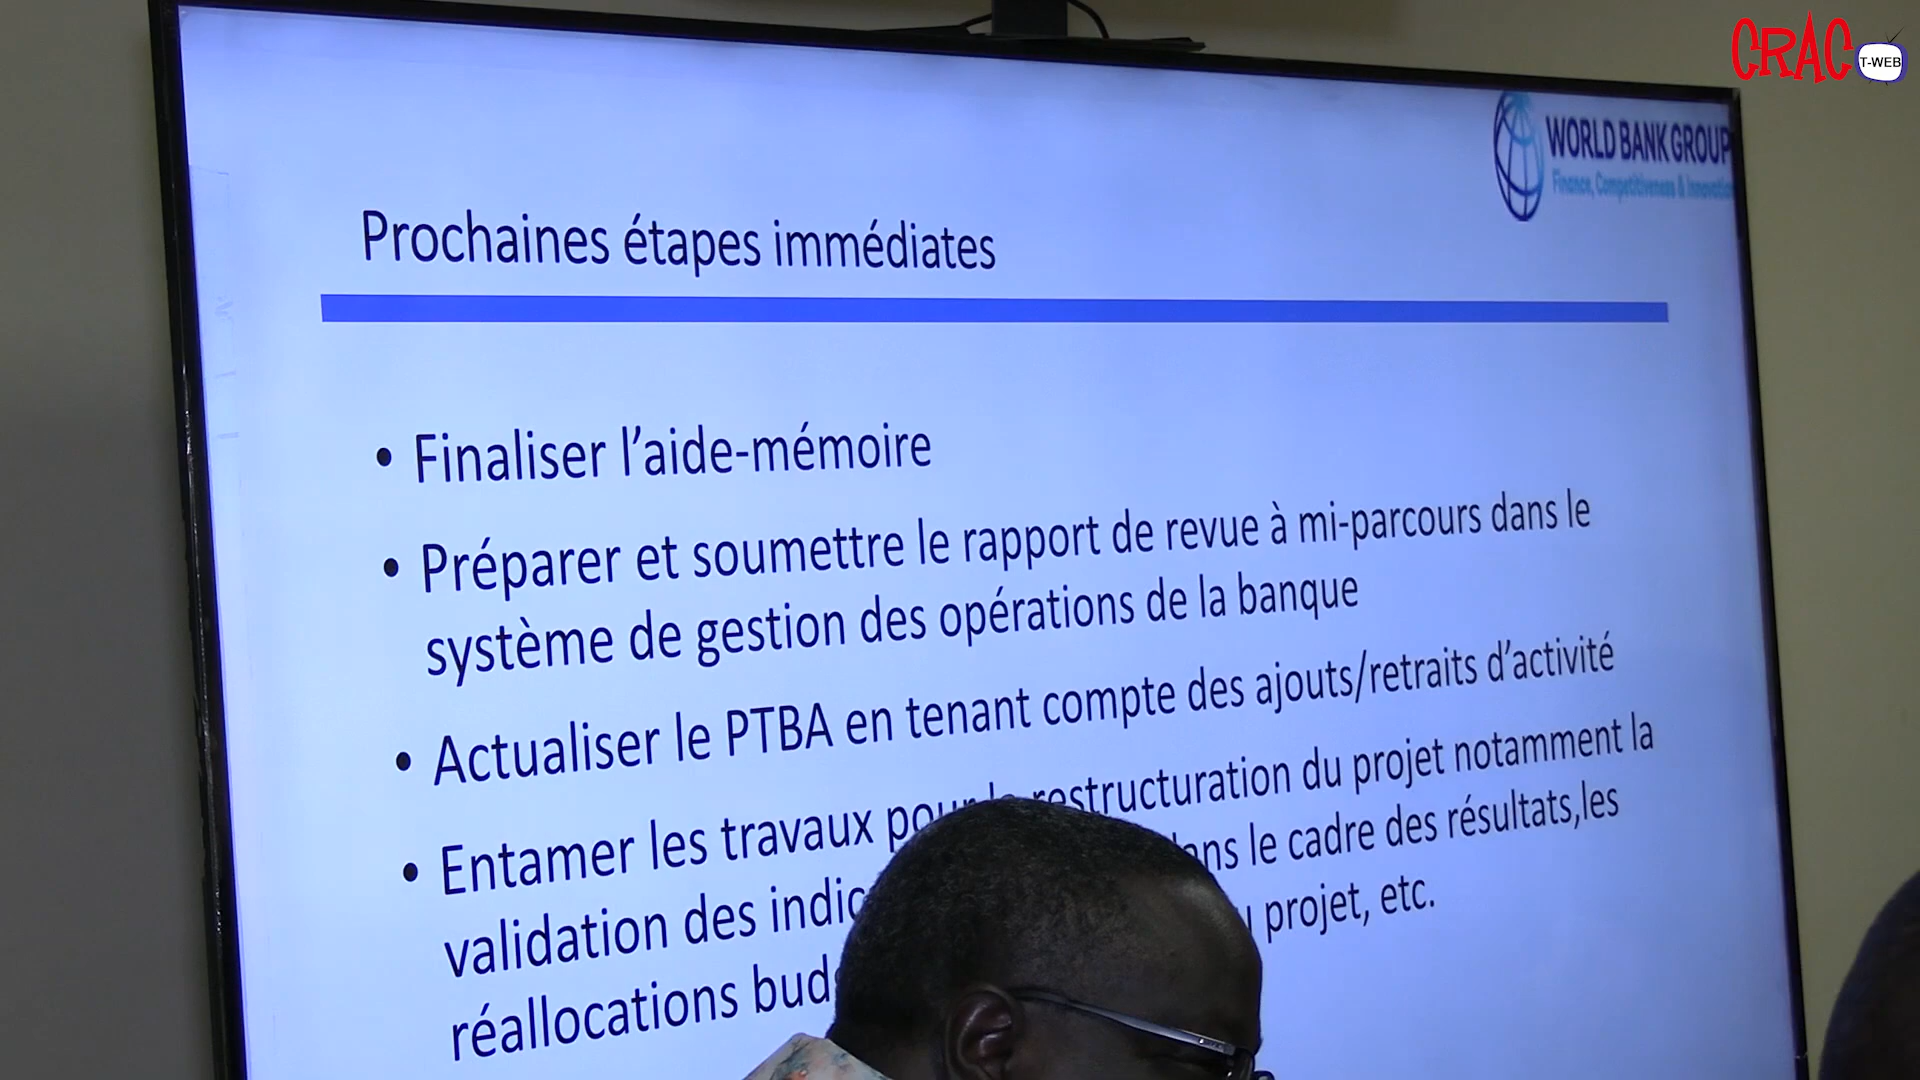 CRAC
T-WEB
WORLD BANK GROUP
Finance, Competitiveness & Innovation
Prochaines étapes immédiates
• Finaliser l'aide-mémoire
• Préparer et soumettre le rapport de revue à mi-parcours dans le
système de gestion des opérations de la banque
• Actualiser le PTBA en tenant compte des ajouts/retraits d'activité
• Entamer les travaux pour la restructuration du projet notamment la
validation des le cadre des résultats,les
réallocations projet, etc.